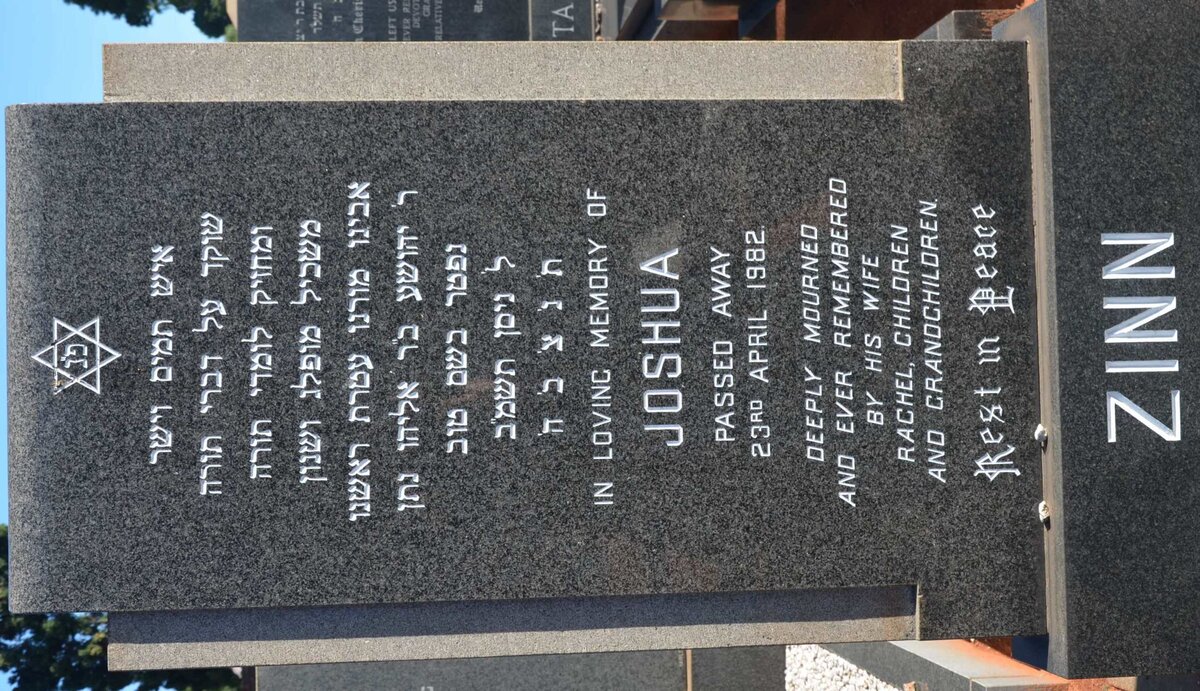 פ נ
איש תמים וישר
שוקד על דברי תורה
ומחזיק לומדי תורה
משכיל מופלג ושנון
אבינו מורנו עטרת ראשנו
ר' יהושע בר אליהו נתן
נפטר בשם טוב
ל ניסן תשמ"ב
ת נ צ ב ה
IN LOVING MEMORY OF
JOSHUA
PASSED AWAY
23RD APRIL 1982.
DEEPLY MOURNED
AND EVER REMEMBERED
BY HIS WIFE
RACHEL, CHILDREN
AND GRANDCHILDREN.
Rest in Peace
ZINN